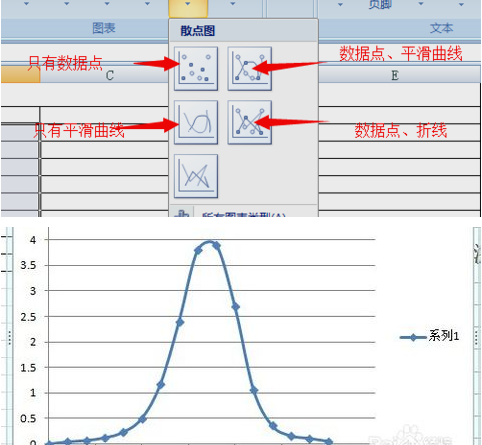 页脚
图表
文本
散点图
只有数据点
数据点、平滑曲线
C
E
只有平滑曲线
数据点、折线
所有图表类型(A)
4
3.5
3
2.5
2
1.5
1
0.5
0
系列1